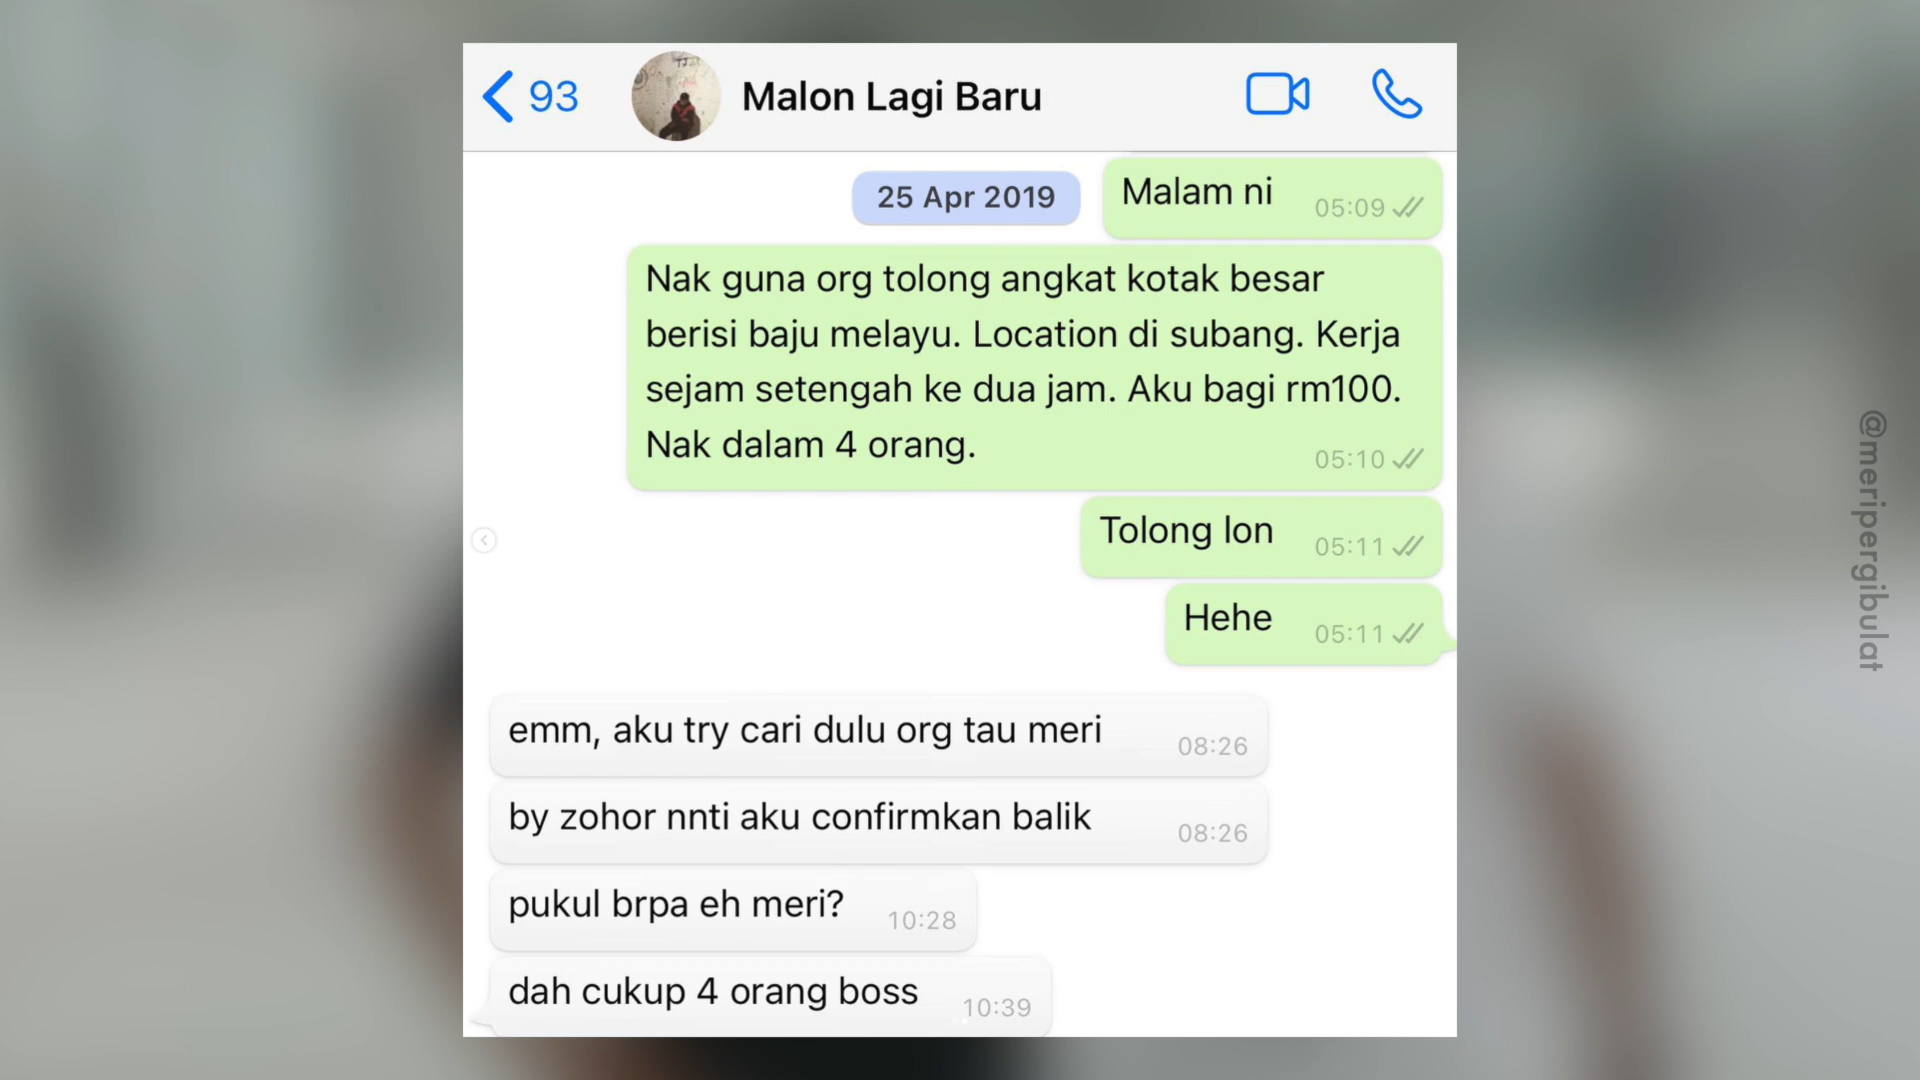 93
Malon Lagi Baru
25 Apr 2019
Malam ni
05:09
Nak guna org tolong angkat kotak besar
berisi baju melayu. Location di subang. Kerja
sejam setengah ke dua jam. Aku bagi rm100.
Nak dalam 4 orang.
05:10
Tolong lon
05:11
Hehe
05:11
emm, aku try cari dulu org tau meri
08:26
by zohor nnti aku confirmkan balik
08:26
pukul brpa eh meri?
10:28
dah cukup 4 orang boss
10:39
@meripergibulat